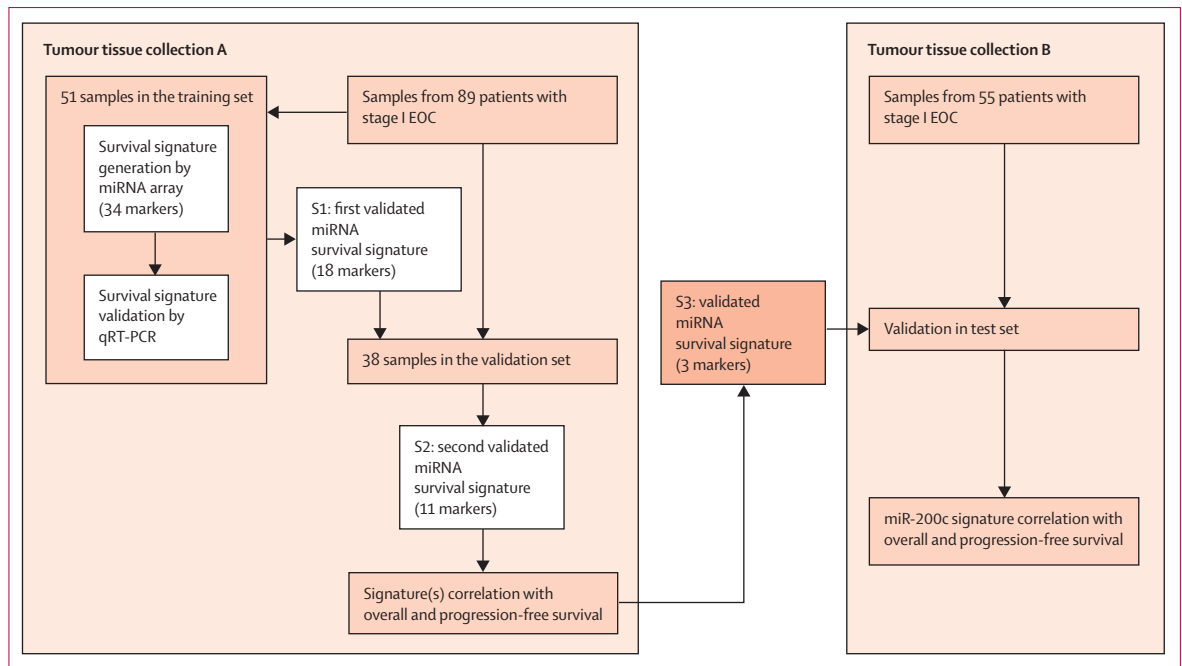 Tumour tissue collection A
51 samples in the training set
Survival signature
generation by
miRNA array
(34 markers)
Survival signature
validation by
qRT-PCR
Samples from 89 patients with
stage I EOC
S1: first validated
miRNA
survival signature
(18 markers)
38 samples in the validation set
S2: second validated
miRNA
survival signature
(11 markers)
Signature(s) correlation with
overall and progression-free survival
S3: validated
miRNA
survival signature
(3 markers)
Tumour tissue collection B
Samples from 55 patients with
stage I EOC
Validation in test set
miR-200c signature correlation with
overall and progression-free survival